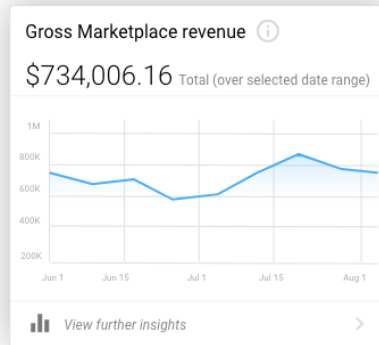 Gross Marketplace revenue
$734,006.16 Total (over selected date range)
1M
800K
600K
400K
200K
Jun 1 Jun 15 Jul 1 Jul 15 Aug 1
View further insights